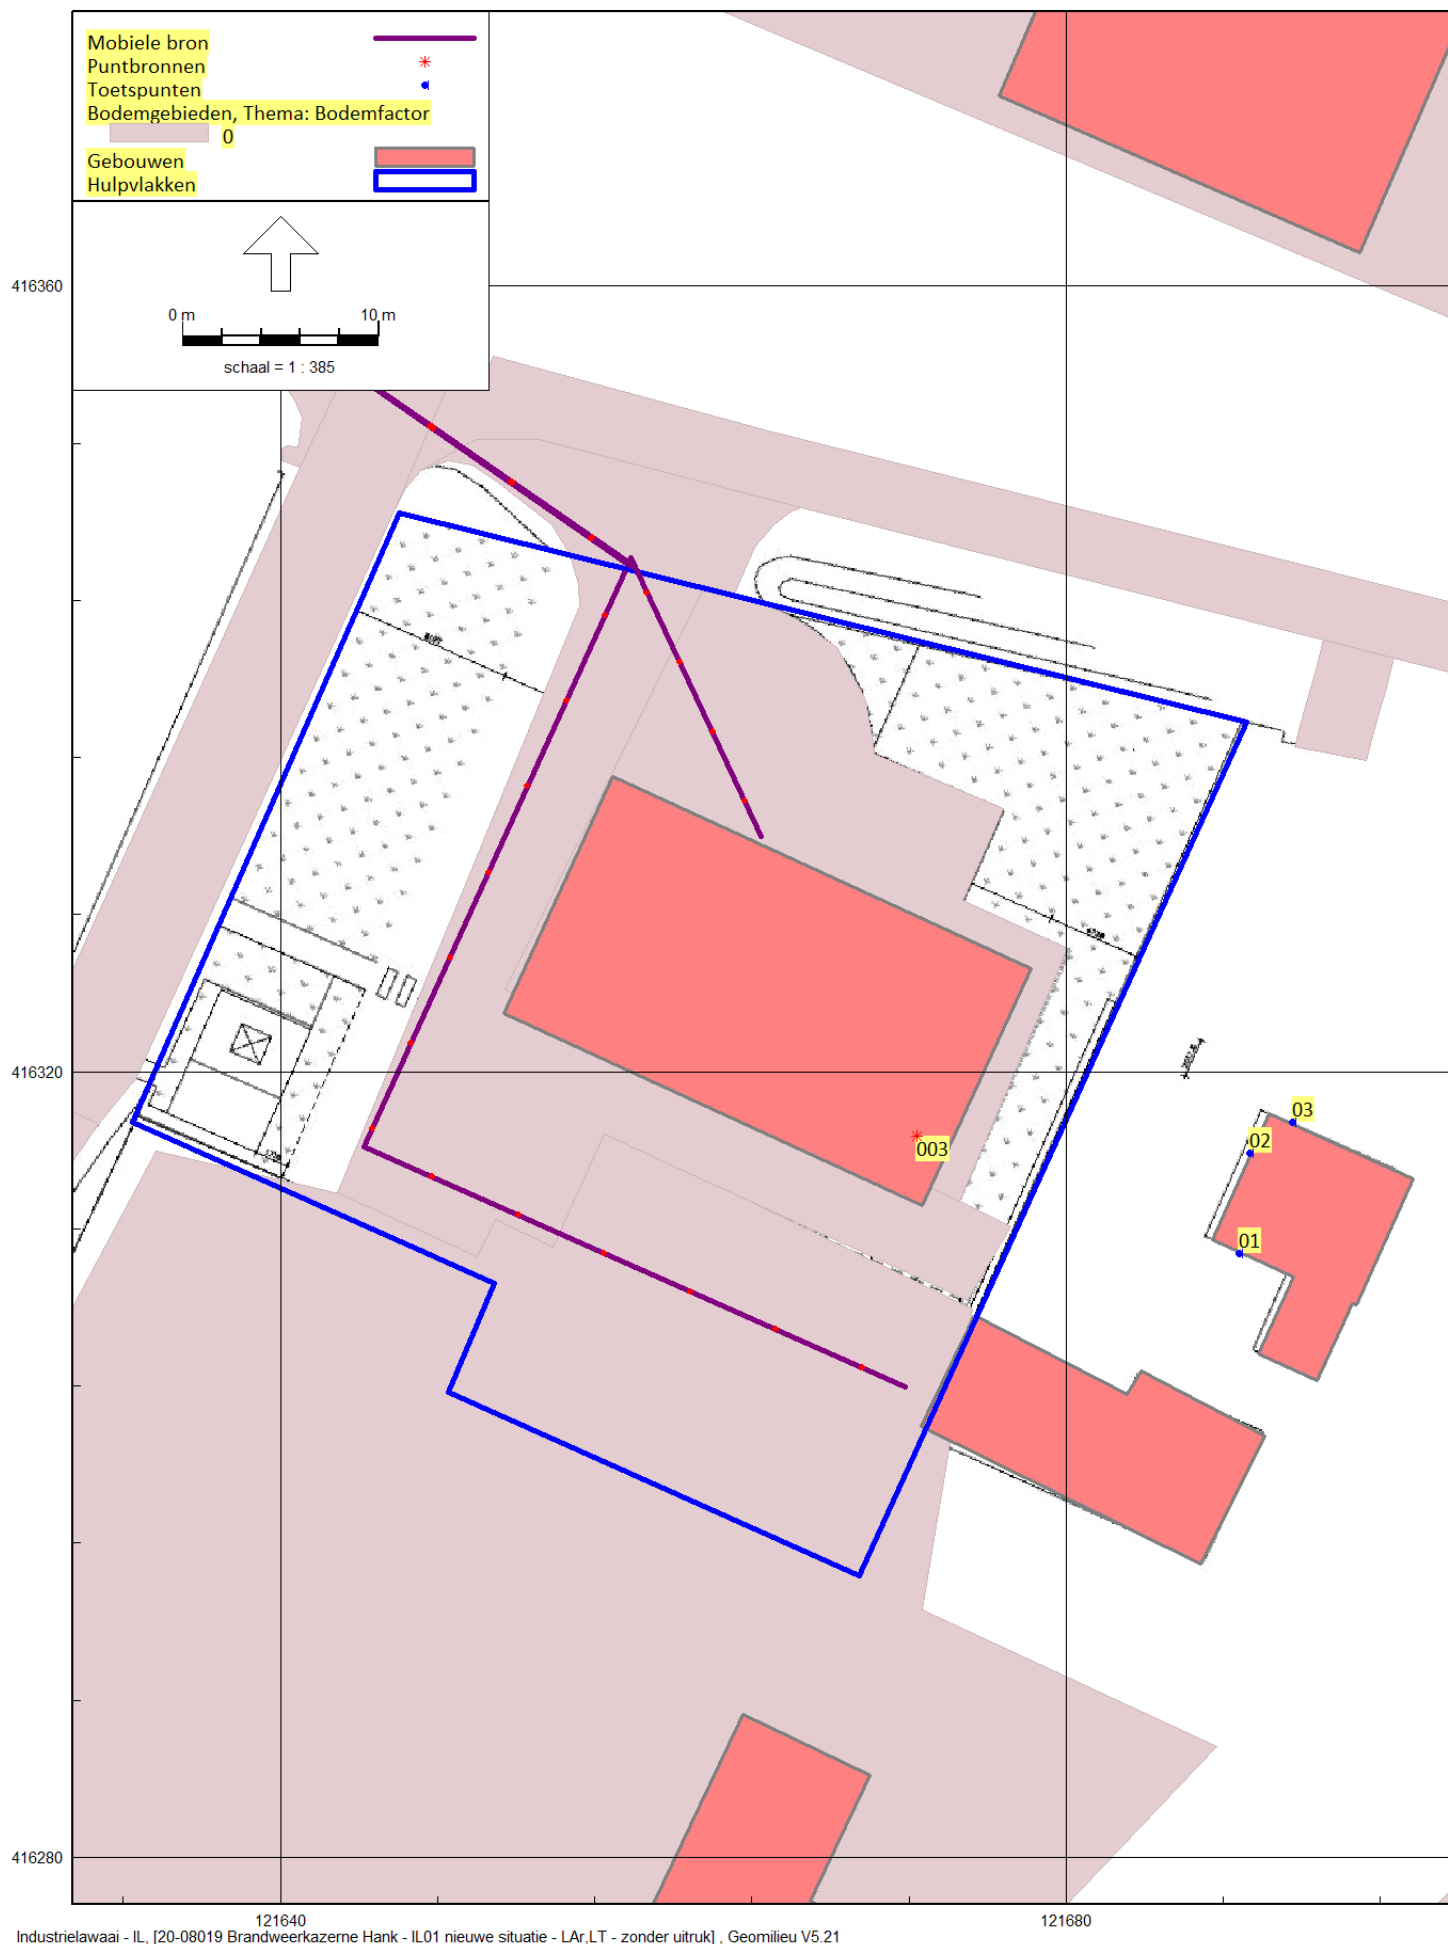 Mobiele bron
Puntbronnen
Toetspunten
Bodemgebieden, Thema: Bodemfactor
0
Gebouwen
Hulpvlakken
0 m
10 m
schaal = 1 : 385
416360
416320
003
03
02
01
416280
121640
121680
Industrielawaai - IL, [20-08019 Brandweerkazerne Hank - IL01 nieuwe situatie - LAr,LT - zonder uitruk] , Geomilieu V5.21